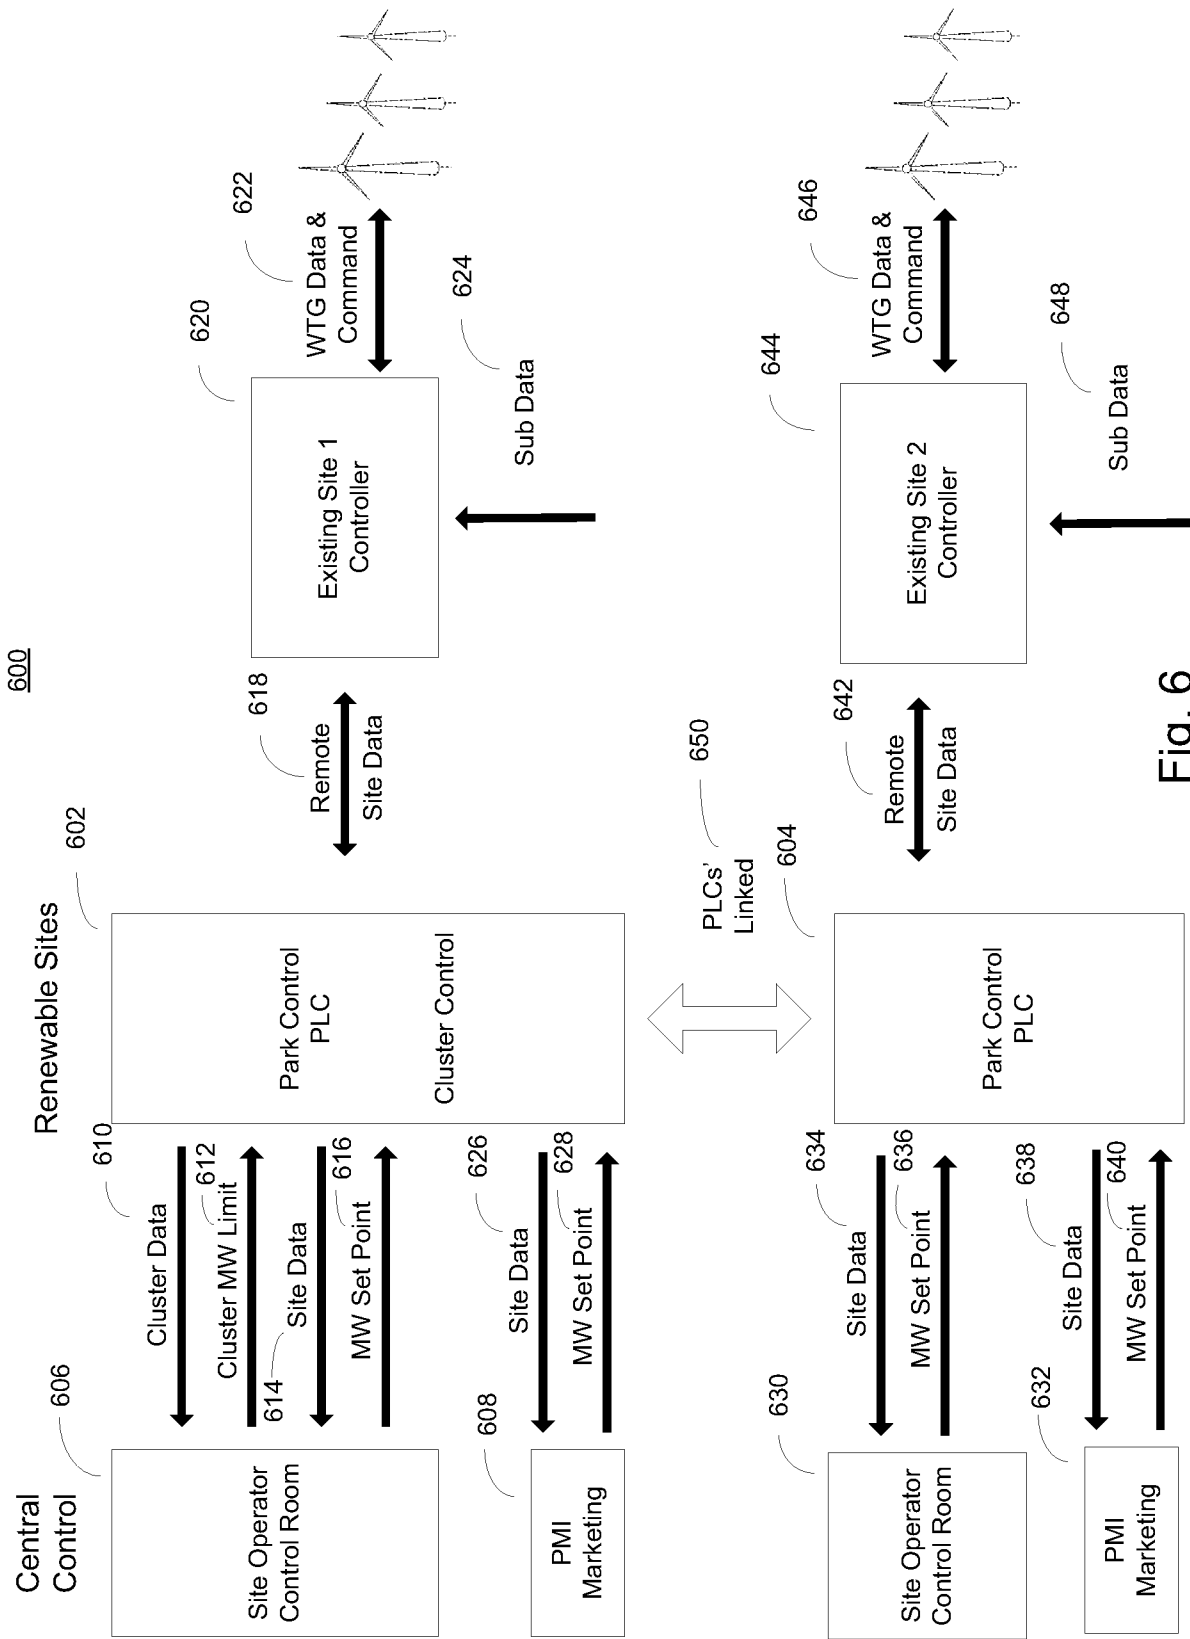 600
Central
Control
Renewable Sites
606
Site Operator
Control Room
610
Cluster Data
612
Cluster MW Limit
614
Site Data
616
MW Set Point
608
PMI
Marketing
626
Site Data
628
MW Set Point
602
Park Control
PLC
Cluster Control
618
Remote
Site Data
620
Existing Site 1
Controller
622
WTG Data &
Command
624
Sub Data
650
PLCs'
Linked
630
Site Operator
Control Room
634
Site Data
636
MW Set Point
632
PMI
Marketing
638
Site Data
640
MW Set Point
604
Park Control
PLC
642
Remote
Site Data
644
Existing Site 2
Controller
646
WTG Data &
Command
648
Sub Data
Fig. 6